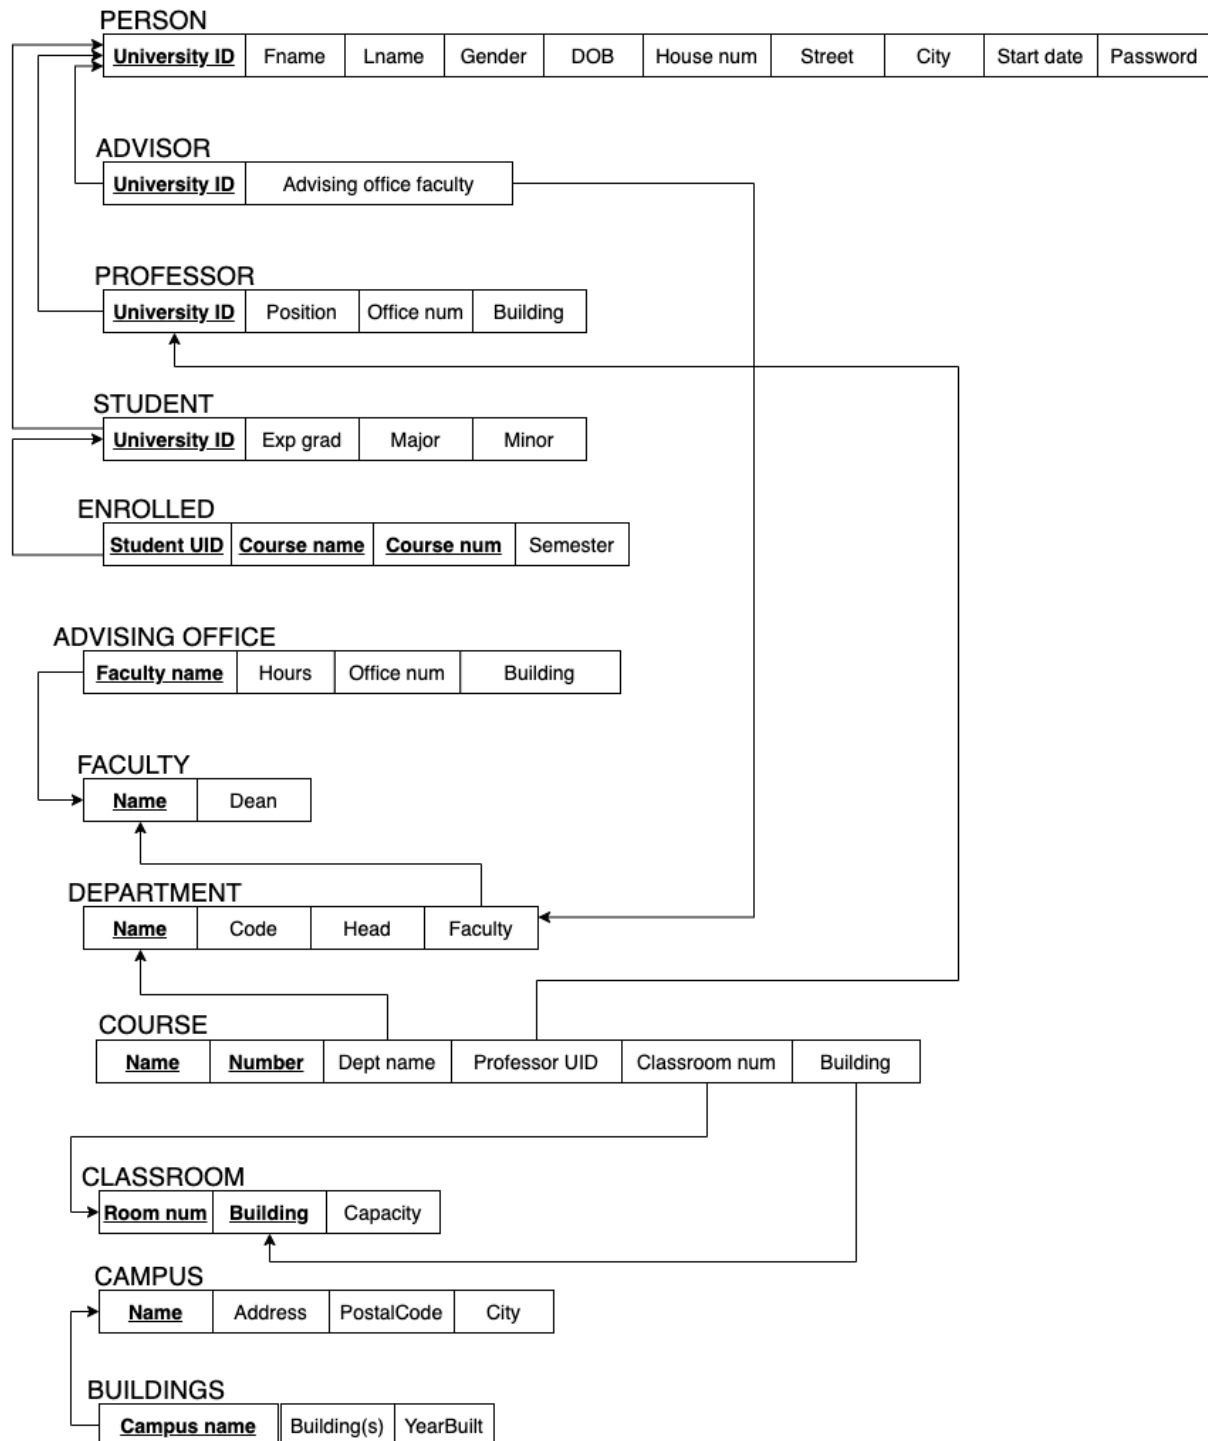 PERSON
University ID Fname Lname Gender DOB House num Street City Start date Password
ADVISOR
University ID Advising office faculty
PROFESSOR
University ID Position Office num Building
STUDENT
University ID Exp grad Major Minor
ENROLLED
Student UID Course name Course num Semester
ADVISING OFFICE
Faculty name Hours Office num Building
FACULTY
Name Dean
DEPARTMENT
Name Code Head Faculty
COURSE
Name Number Dept name Professor UID Classroom num Building
CLASSROOM
Room num Building Capacity
CAMPUS
Name Address PostalCode City
BUILDINGS
Campus name Building(s) YearBuilt